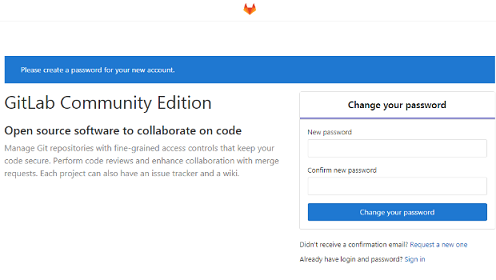 Please create a password for your new account.
GitLab Community Edition
Open source software to collaborate on code
Manage Git repositories with fine-grained access controls that keep your
code secure. Perform code reviews and enhance collaboration with merge
requests. Each project can also have an issue tracker and a wiki.
Change your password
New password
Confirm new password
Change your password
Didn't receive a confirmation email? Request a new one
Already have login and password? Sign in